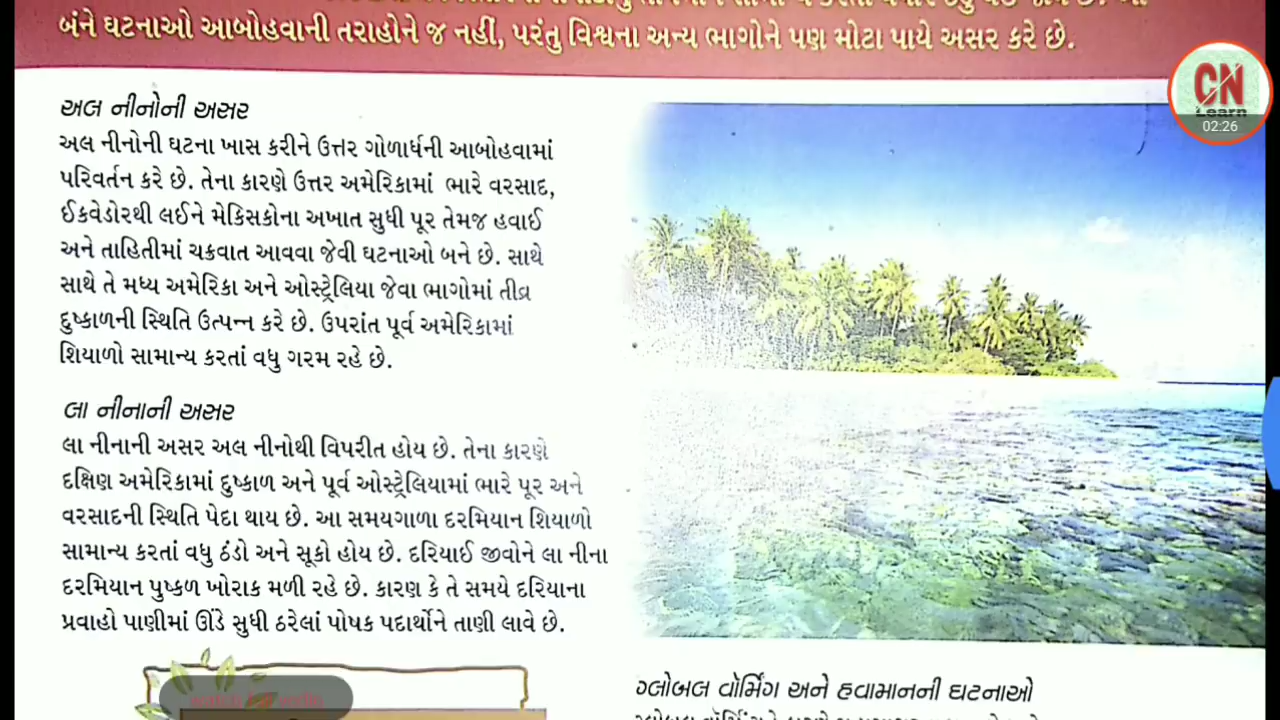 બંને ઘટનાઓ આબોહવાની તરાહોને જ નહીં, પરંતુ વિશ્વના અન્ય ભાગોને પણ મોટા પાયે અસર કરે છે.
CN
Learn
02:26
અલ નીનોની અસર
અલ નીનોની ઘટના ખાસ કરીને ઉત્તર ગોળાર્ધની આબોહવામાં
પરિવર્તન કરે છે. તેના કારણે ઉત્તર અમેરિકામાં ભારે વરસાદ,
ઈક્વેડોરથી લઈને મેક્સિકોના અખાત સુધી પૂર તેમજ હવાઈ
અને તાહિતીમાં ચક્રવાત આવવા જેવી ઘટનાઓ બને છે. સાથે
સાથે તે મધ્ય અમેરિકા અને ઓસ્ટ્રેલિયા જેવા ભાગોમાં તીવ્ર
દુષ્કાળની સ્થિતિ ઉત્પન્ન કરે છે. ઉપરાંત પૂર્વ અમેરિકામાં
શિયાળો સામાન્ય કરતાં વધુ ગરમ રહે છે.
લા નીનાની અસર
લા નીનાની અસર અલ નીનોથી વિપરીત હોય છે. તેના કારણે
દક્ષિણ અમેરિકામાં દુષ્કાળ અને પૂર્વ ઓસ્ટ્રેલિયામાં ભારે પૂર અને
વરસાદની સ્થિતિ પેદા થાય છે. આ સમયગાળા દરમિયાન શિયાળો
સામાન્ય કરતાં વધુ ઠંડો અને સૂકો હોય છે. દરિયાઈ જીવોને લા નીના
દરમિયાન પુષ્કળ ખોરાક મળી રહે છે. કારણ કે તે સમયે દરિયાના
પ્રવાહો પાણીમાં ઊંડે સુધી ઠરેલાં પોષક પદાર્થોને તાણી લાવે છે.
ગ્લોબલ વૉર્મિંગ અને હવામાનની ઘટનાઓ